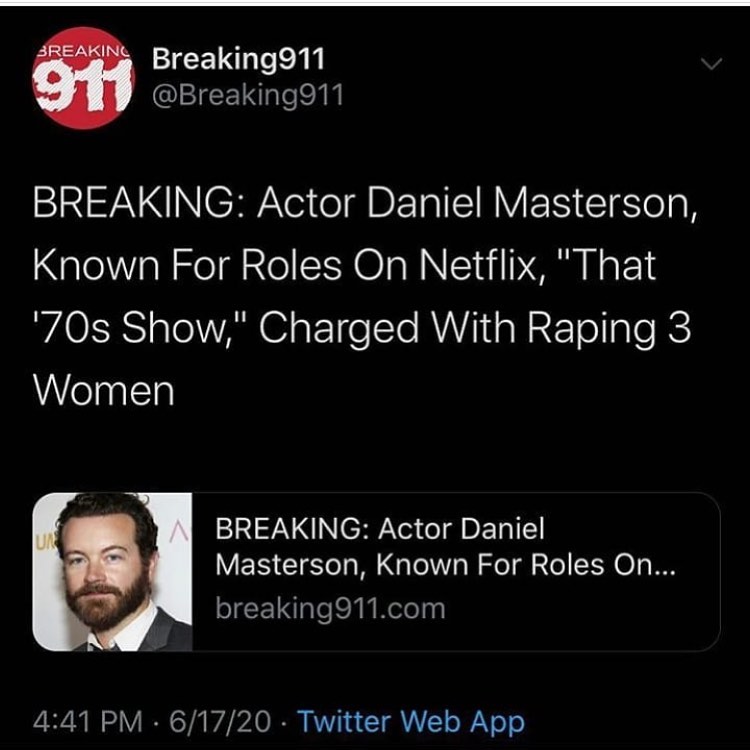 BREAKING
911
Breaking911
@Breaking911
BREAKING: Actor Daniel Masterson,
Known For Roles On Netflix, "That
'70s Show," Charged With Raping 3
Women
UN
BREAKING: Actor Daniel
Masterson, Known For Roles On...
breaking911.com
4:41 PM · 6/17/20 · Twitter Web App